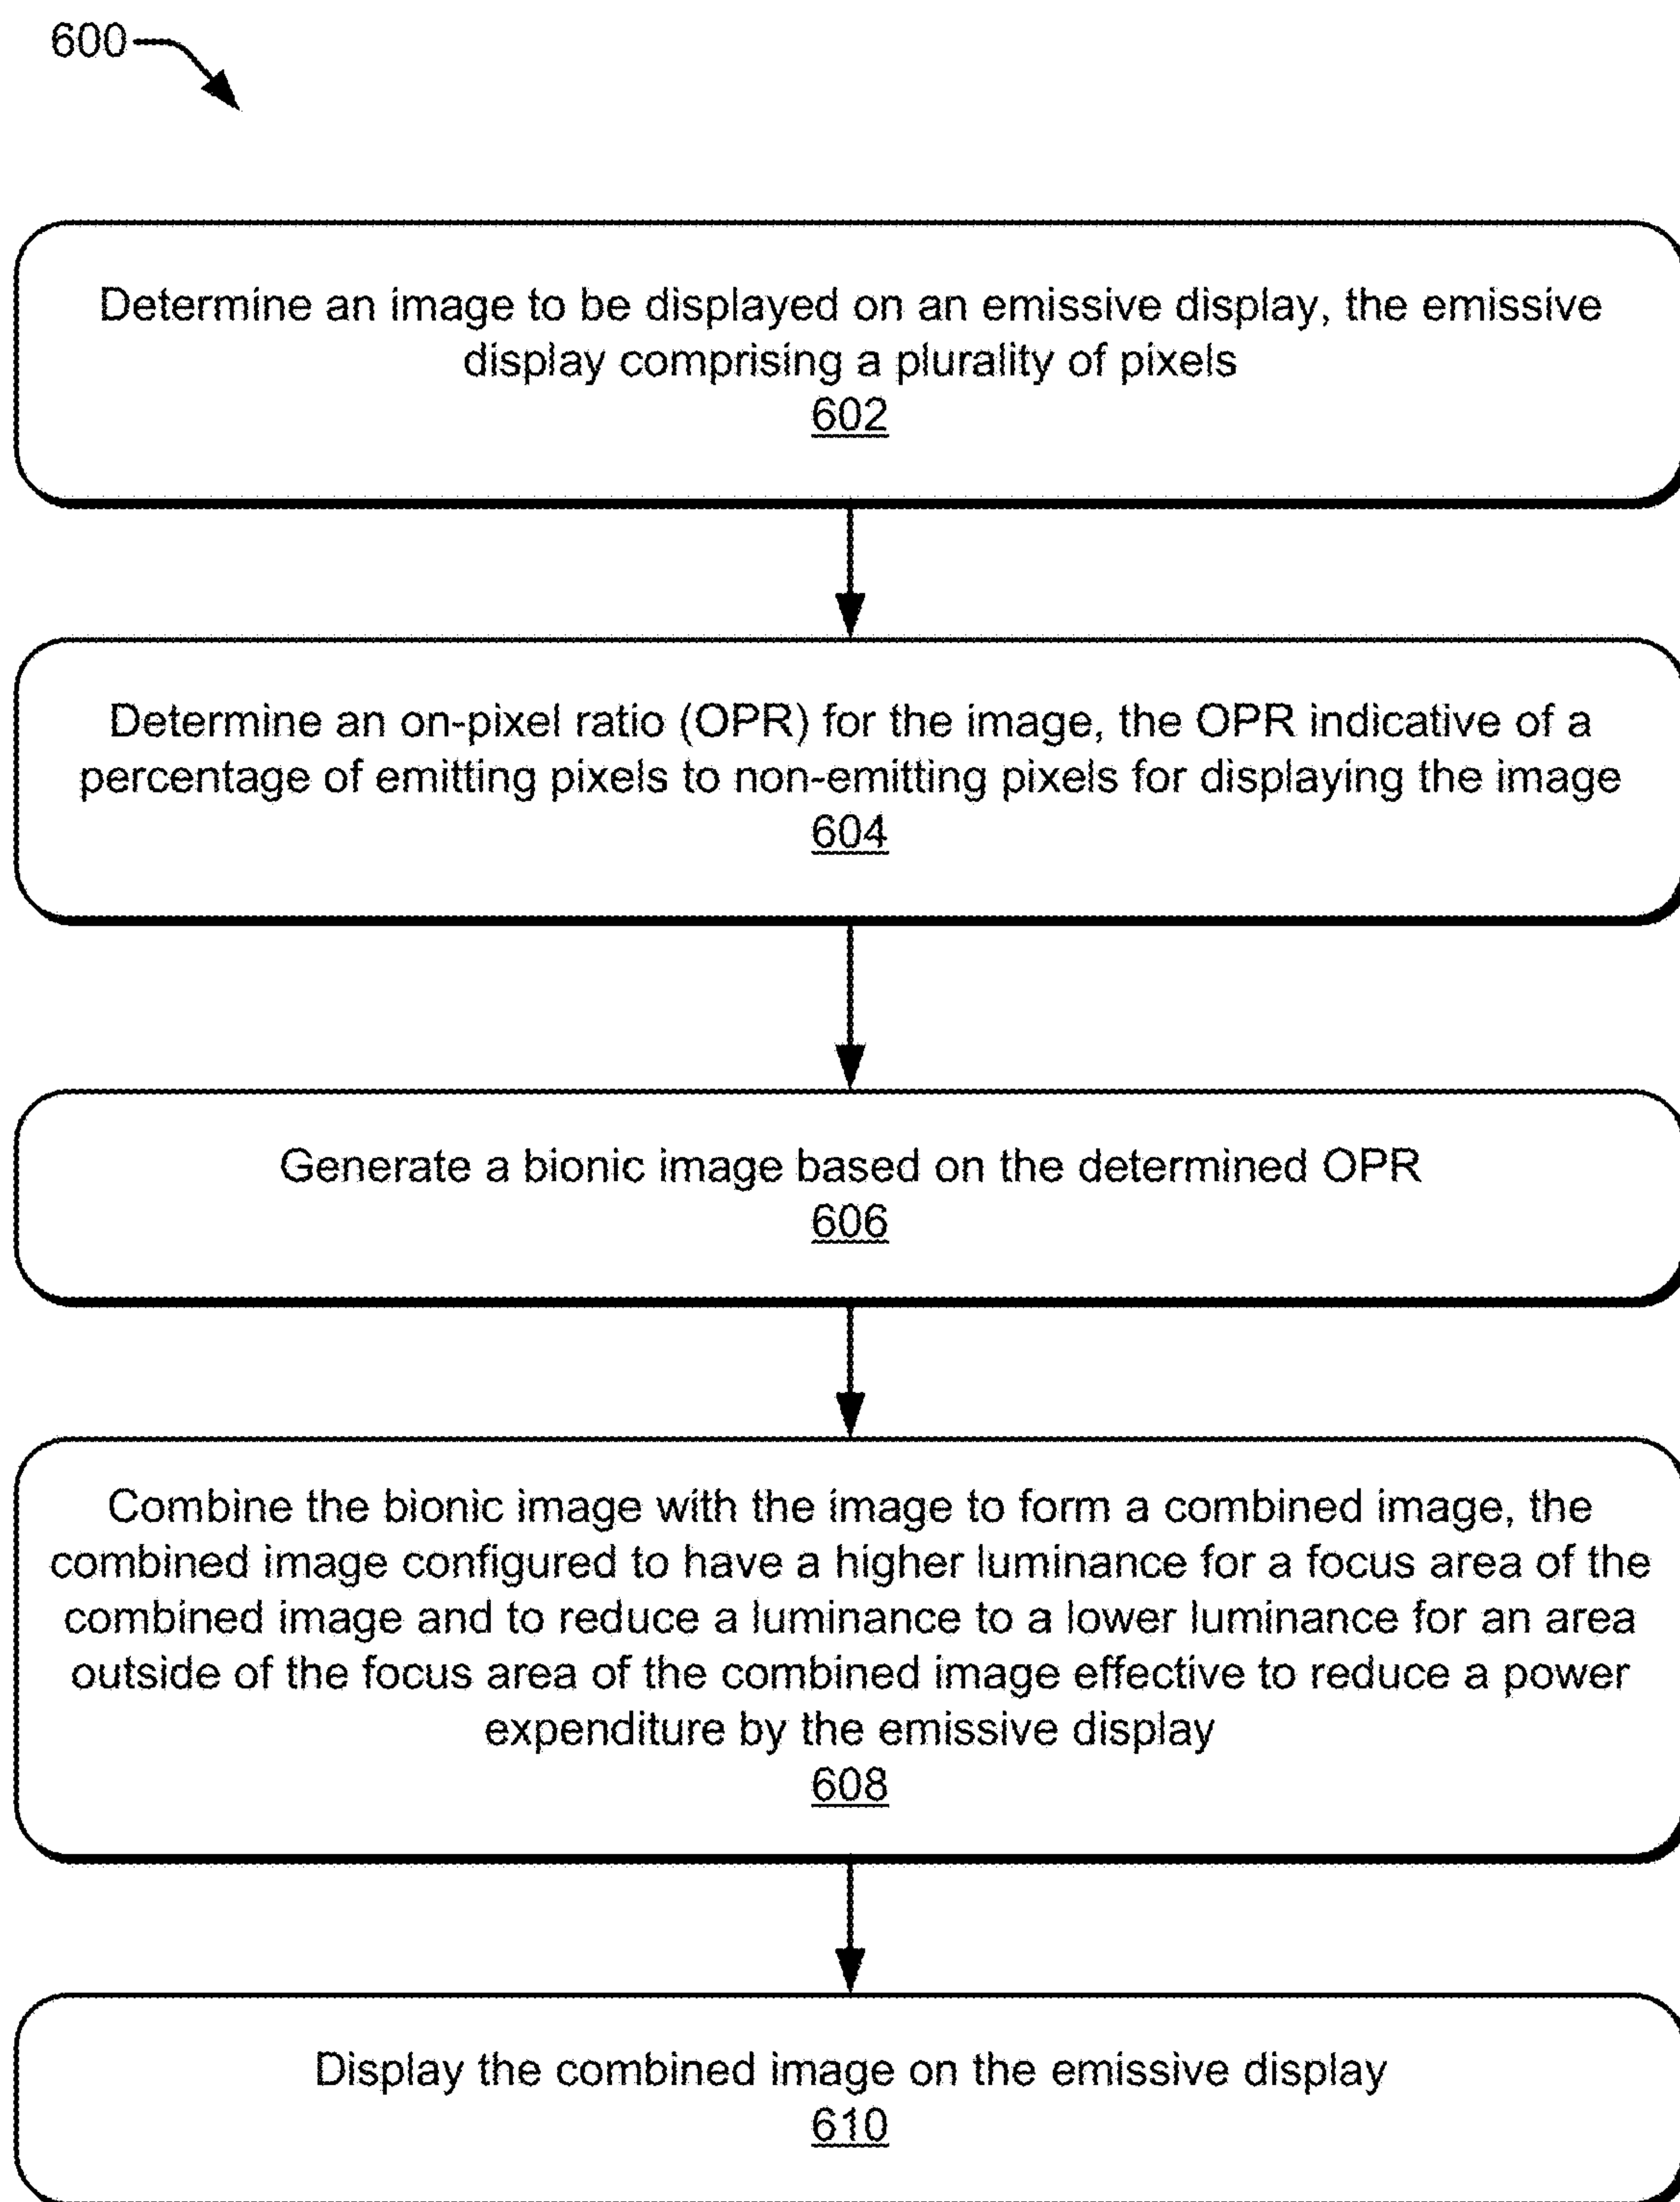 600
Determine an image to be displayed on an emissive display, the emissive
display comprising a plurality of pixels
602
Determine an on-pixel ratio (OPR) for the image, the OPR indicative of a
percentage of emitting pixels to non-emitting pixels for displaying the image
604
Generate a bionic image based on the determined OPR
606
Combine the bionic image with the image to form a combined image, the
combined image configured to have a higher luminance for a focus area of the
combined image and to reduce a luminance to a lower luminance for an area
outside of the focus area of the combined image effective to reduce a power
expenditure by the emissive display
608
Display the combined image on the emissive display
610